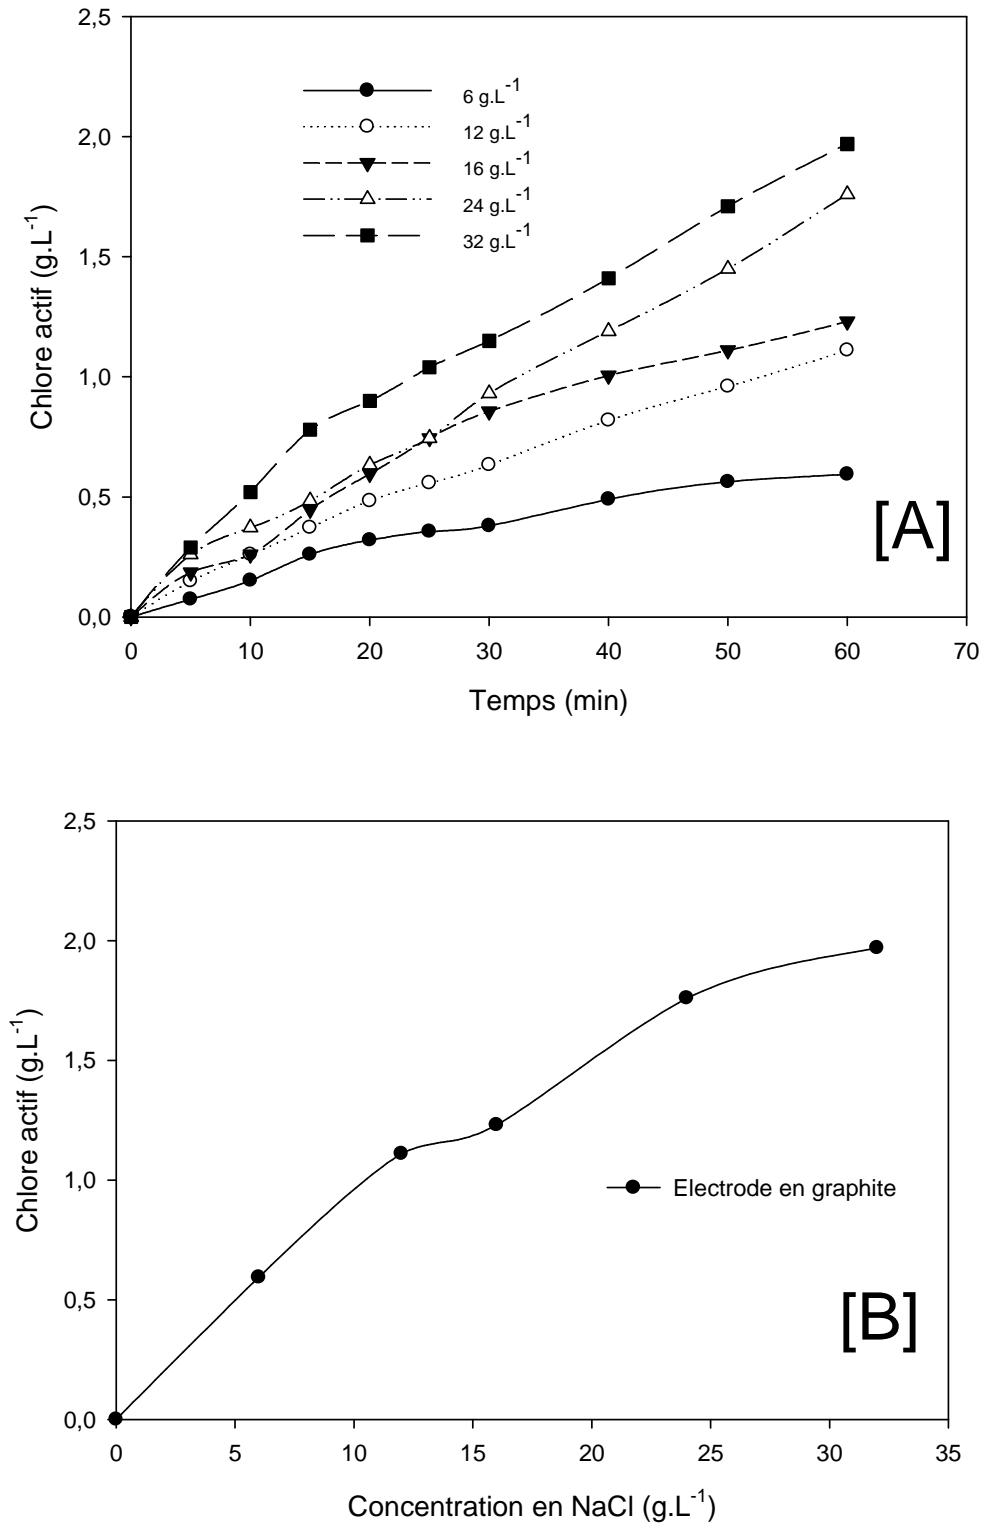 2,5
2,0
1,5
1,0
0,5
0,0
Chlore actif (g.L-1)
6 g.L-1
12 g.L-1
16 g.L-1
24 g.L-1
32 g.L-1
[A]
0 10 20 30 40 50 60 70
Temps (min)
2,5
2,0
1,5
1,0
0,5
0,0
Chlore actif (g.L-1)
Electrode en graphite
[B]
0 5 10 15 20 25 30 35
Concentration en NaCl (g.L-1)